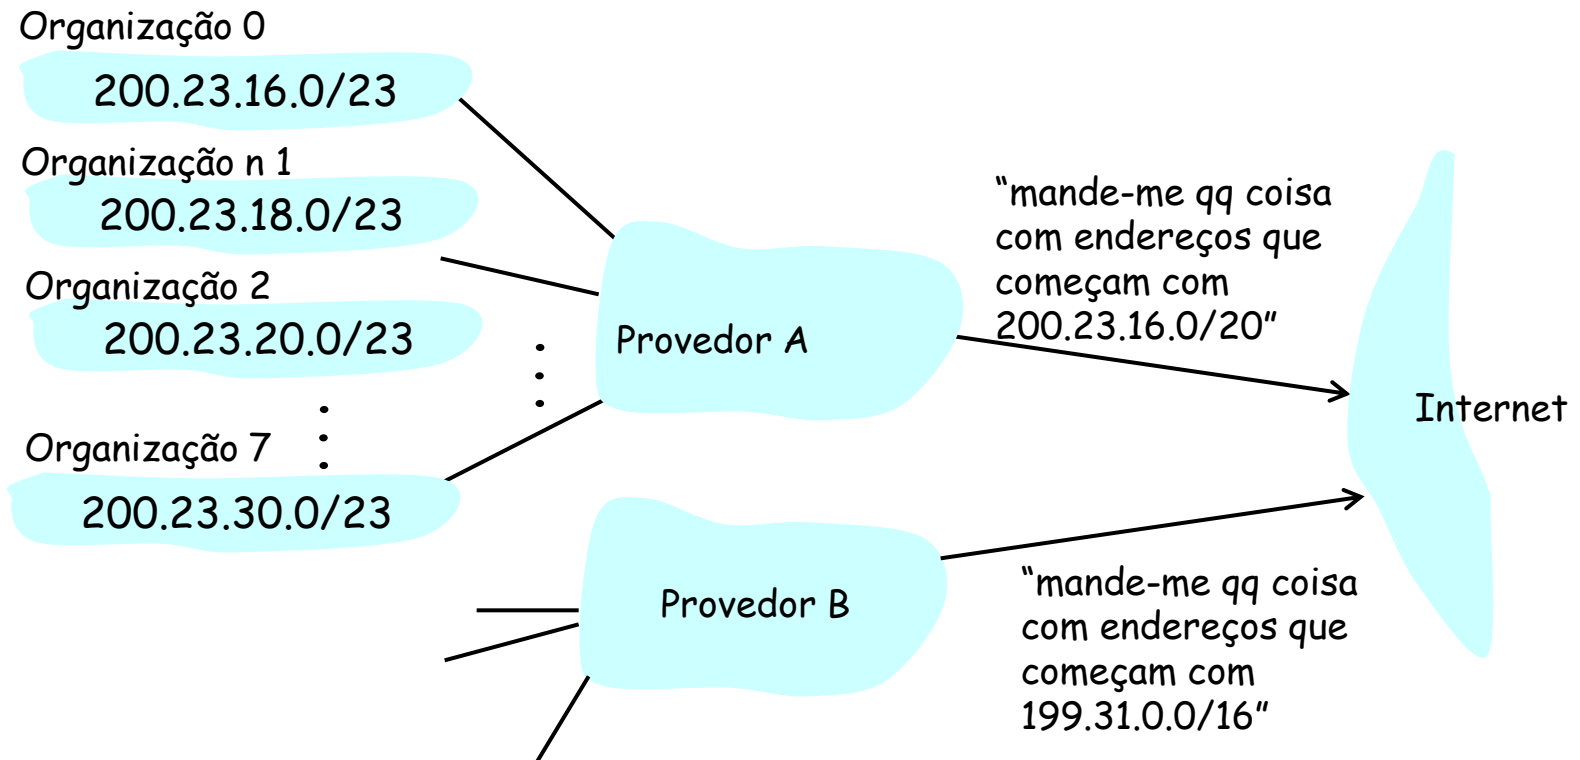 Organização 0
200.23.16.0/23
Organização n 1
200.23.18.0/23
Organização 2
200.23.20.0/23
Organização 7
200.23.30.0/23
Provedor A
“mande-me qq coisa
com endereços que
começam com
200.23.16.0/20”
Internet
Provedor B
“mande-me qq coisa
com endereços que
começam com
199.31.0.0/16”